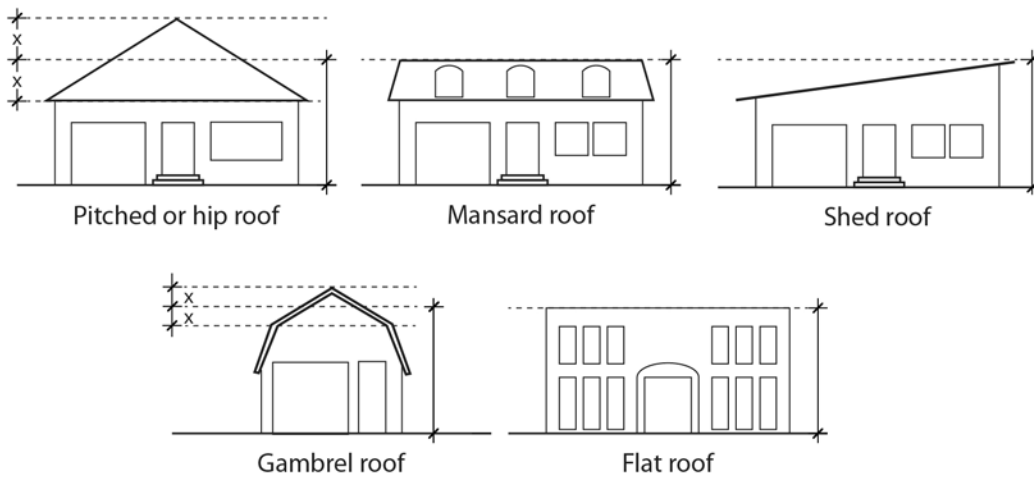 x
x
Pitched or hip roof
Mansard roof
Shed roof
x
x
Gambrel roof
Flat roof